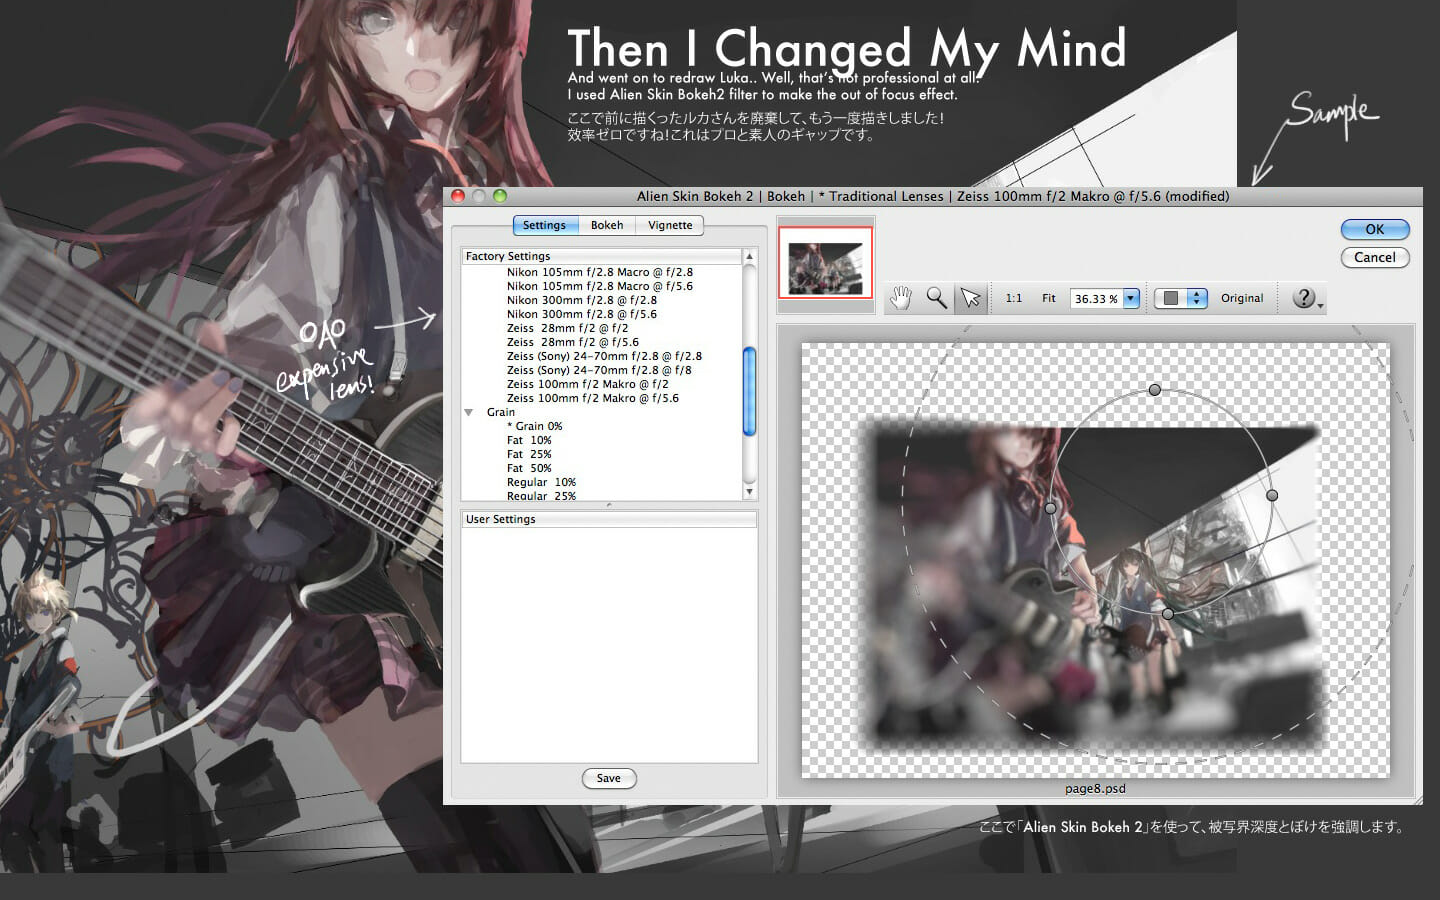 Then I Changed My Mind
And went on to redraw Luka.. Well, that's not professional at all.
I used Alien Skin Bokeh2 filter to make the out of focus effect.
ここで前に描くったルカさんを廃棄して、もう一度描きしました!
効率ゼロですね!これはプロと素人のギャップです。
Sample
Alien Skin Bokeh 2 | Bokeh | * Traditional Lenses | Zeiss 100mm f/2 Makro @ f/5.6 (modified)
Settings
Bokeh
Vignette
OK
Cancel
Factory Settings
Nikon 105mm f/2.8 Macro @ f/2.8
Nikon 105mm f/2.8 Macro @ f/5.6
Nikon 300mm f/2.8 @ f/2.8
Nikon 300mm f/2.8 @ f/5.6
Zeiss 28mm f/2 @ f/2
Zeiss 28mm f/2 @ f/5.6
Zeiss (Sony) 24-70mm f/2.8 @ f/2.8
Zeiss (Sony) 24-70mm f/2.8 @ f/8
Zeiss 100mm f/2 Makro @ f/2
Zeiss 100mm f/2 Makro @ f/5.6
Grain
* Grain 0%
Fat 10%
Fat 25%
Fat 50%
Regular 10%
Regular 25%
1:1
Fit
36.33 %
Original
?
OAO
expensive
lens!
User Settings
Save
page8.psd
ここで「Alien Skin Bokeh 2」を使って、被写界深度とぼけを強調します。